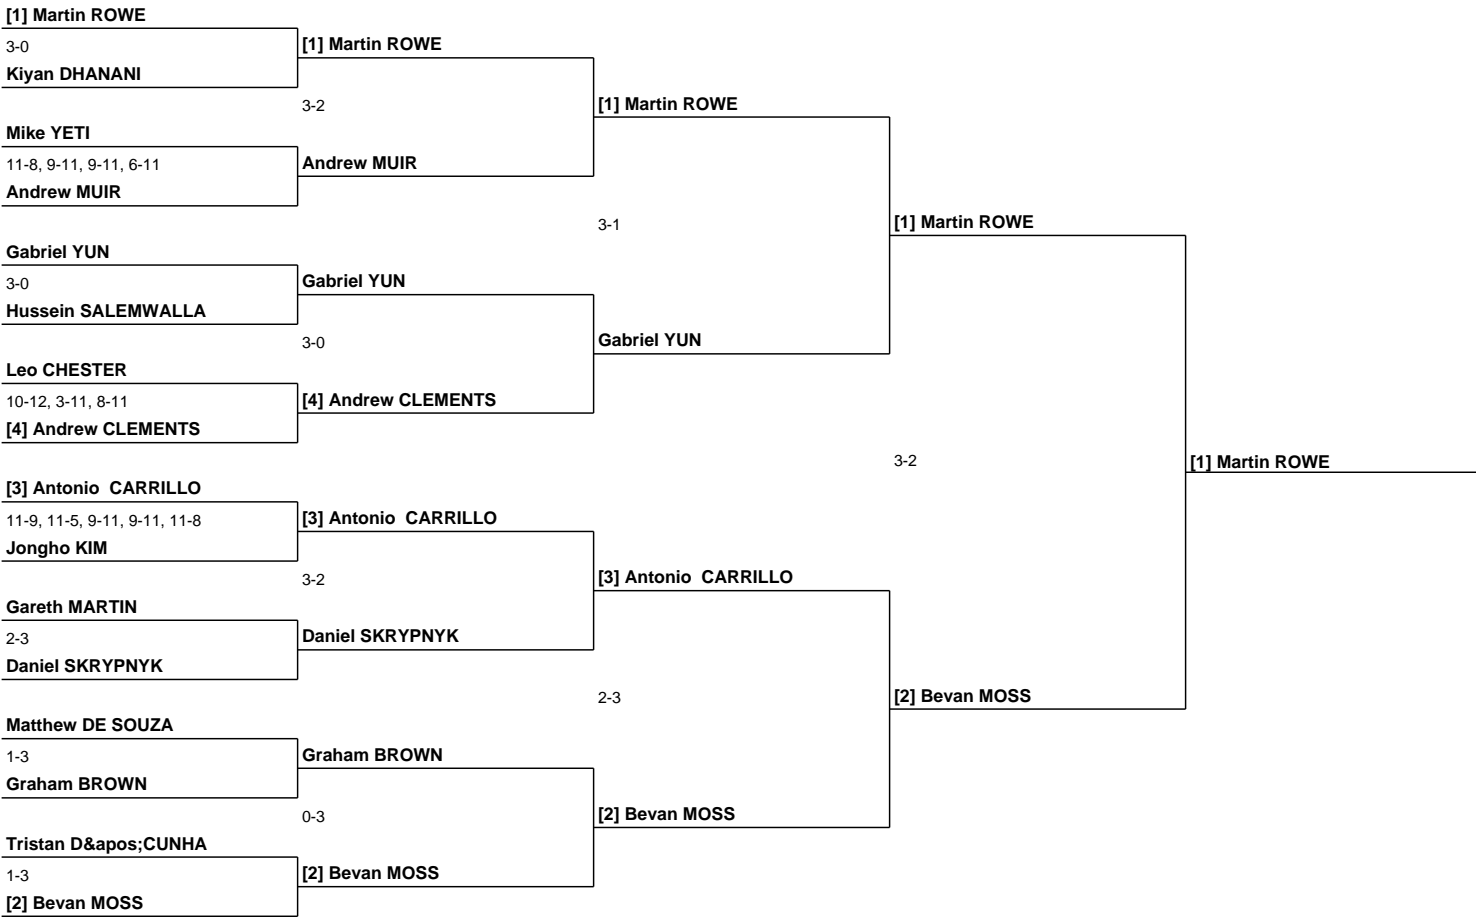 [1] Martin ROWE
3-0
Kiyan DHANANI
Mike YETI
11-8, 9-11, 9-11, 6-11
Andrew MUIR
Gabriel YUN
3-0
Hussein SALEMWALLA
Leo CHESTER
10-12, 3-11, 8-11
[4] Andrew CLEMENTS
[3] Antonio  CARRILLO
11-9, 11-5, 9-11, 9-11, 11-8
Jongho KIM
Gareth MARTIN
2-3
Daniel SKRYPNYK
Matthew DE SOUZA
1-3
Graham BROWN
Tristan D&apos;CUNHA
1-3
[2] Bevan MOSS
[1] Martin ROWE
3-2
Andrew MUIR
Gabriel YUN
3-0
[4] Andrew CLEMENTS
[3] Antonio  CARRILLO
3-2
Daniel SKRYPNYK
Graham BROWN
0-3
[2] Bevan MOSS
[1] Martin ROWE
3-1
Gabriel YUN
[3] Antonio  CARRILLO
2-3
[2] Bevan MOSS
[1] Martin ROWE
3-2
[2] Bevan MOSS
[1] Martin ROWE